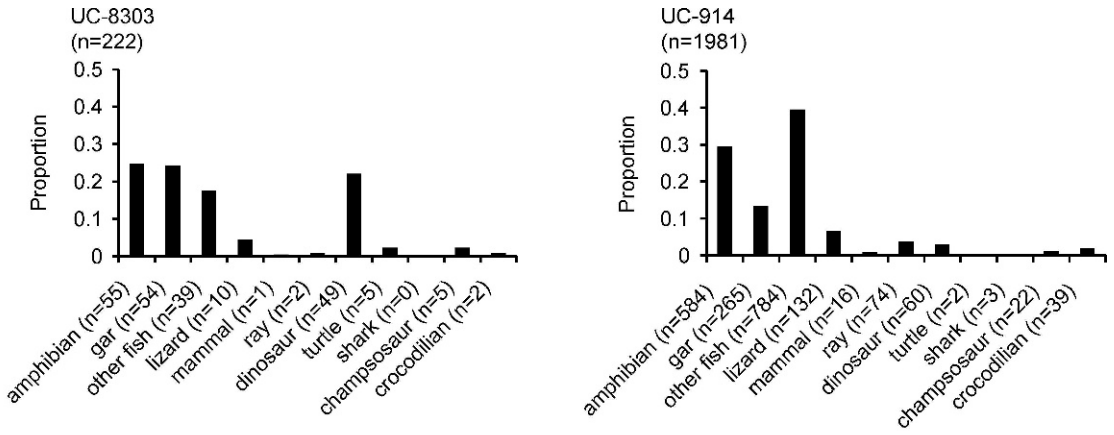 UC-8303
(n=222)
0.5
0.4
0.3
0.2
0.1
0
Proportion
amphibian (n=55)
gar (n=54)
other fish (n=39)
lizard (n=10)
mammal (n=1)
ray (n=2)
dinosaur (n=49)
turtle (n=5)
shark (n=0)
champsosaur (n=5)
crocodilian (n=2)
UC-914
(n=1981)
0.5
0.4
0.3
0.2
0.1
0
Proportion
amphibian (n=584)
gar (n=265)
other fish (n=784)
lizard (n=132)
mammal (n=16)
ray (n=74)
dinosaur (n=60)
turtle (n=2)
shark (n=3)
champsosaur (n=22)
crocodilian (n=39)